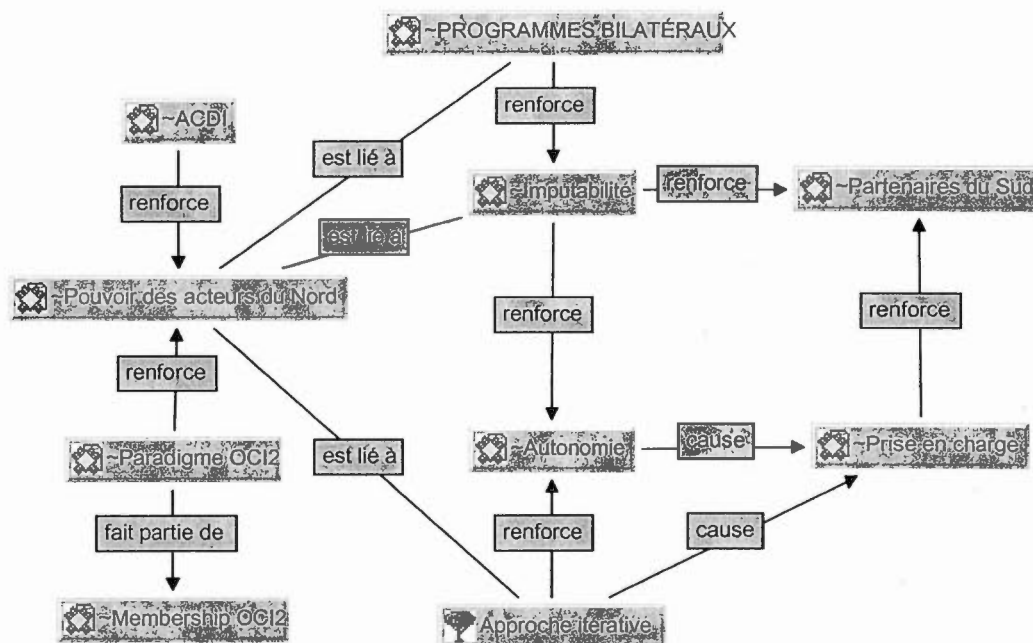 ~PROGRAMMES BILATÉRAUX
renforce
~ACDI
est lié à
renforce
~Imputabilité
renforce
~Partenaires du Sud
est lié à
~Pouvoir des acteurs du Nord
renforce
renforce
renforce
~Paradigme OCI2
est lié à
~Autonomie
cause
~Prise en charge
fait partie de
renforce
cause
~Membership OCI2
Approche itérative